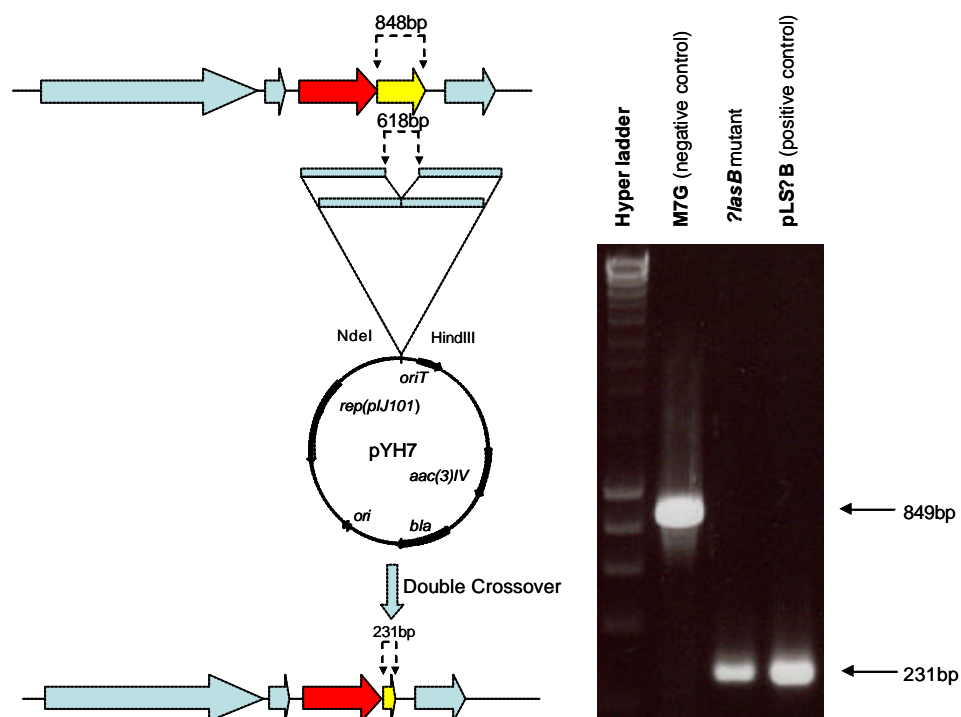 848bp
618bp
NdeI
HindIII
oriT
rep(pIJ101)
pYH7
aac(3)IV
ori
bla
Double Crossover
231bp
Hyper ladder
M7G (negative control)
?lasB mutant
pLS?B (positive control)
849bp
231bp